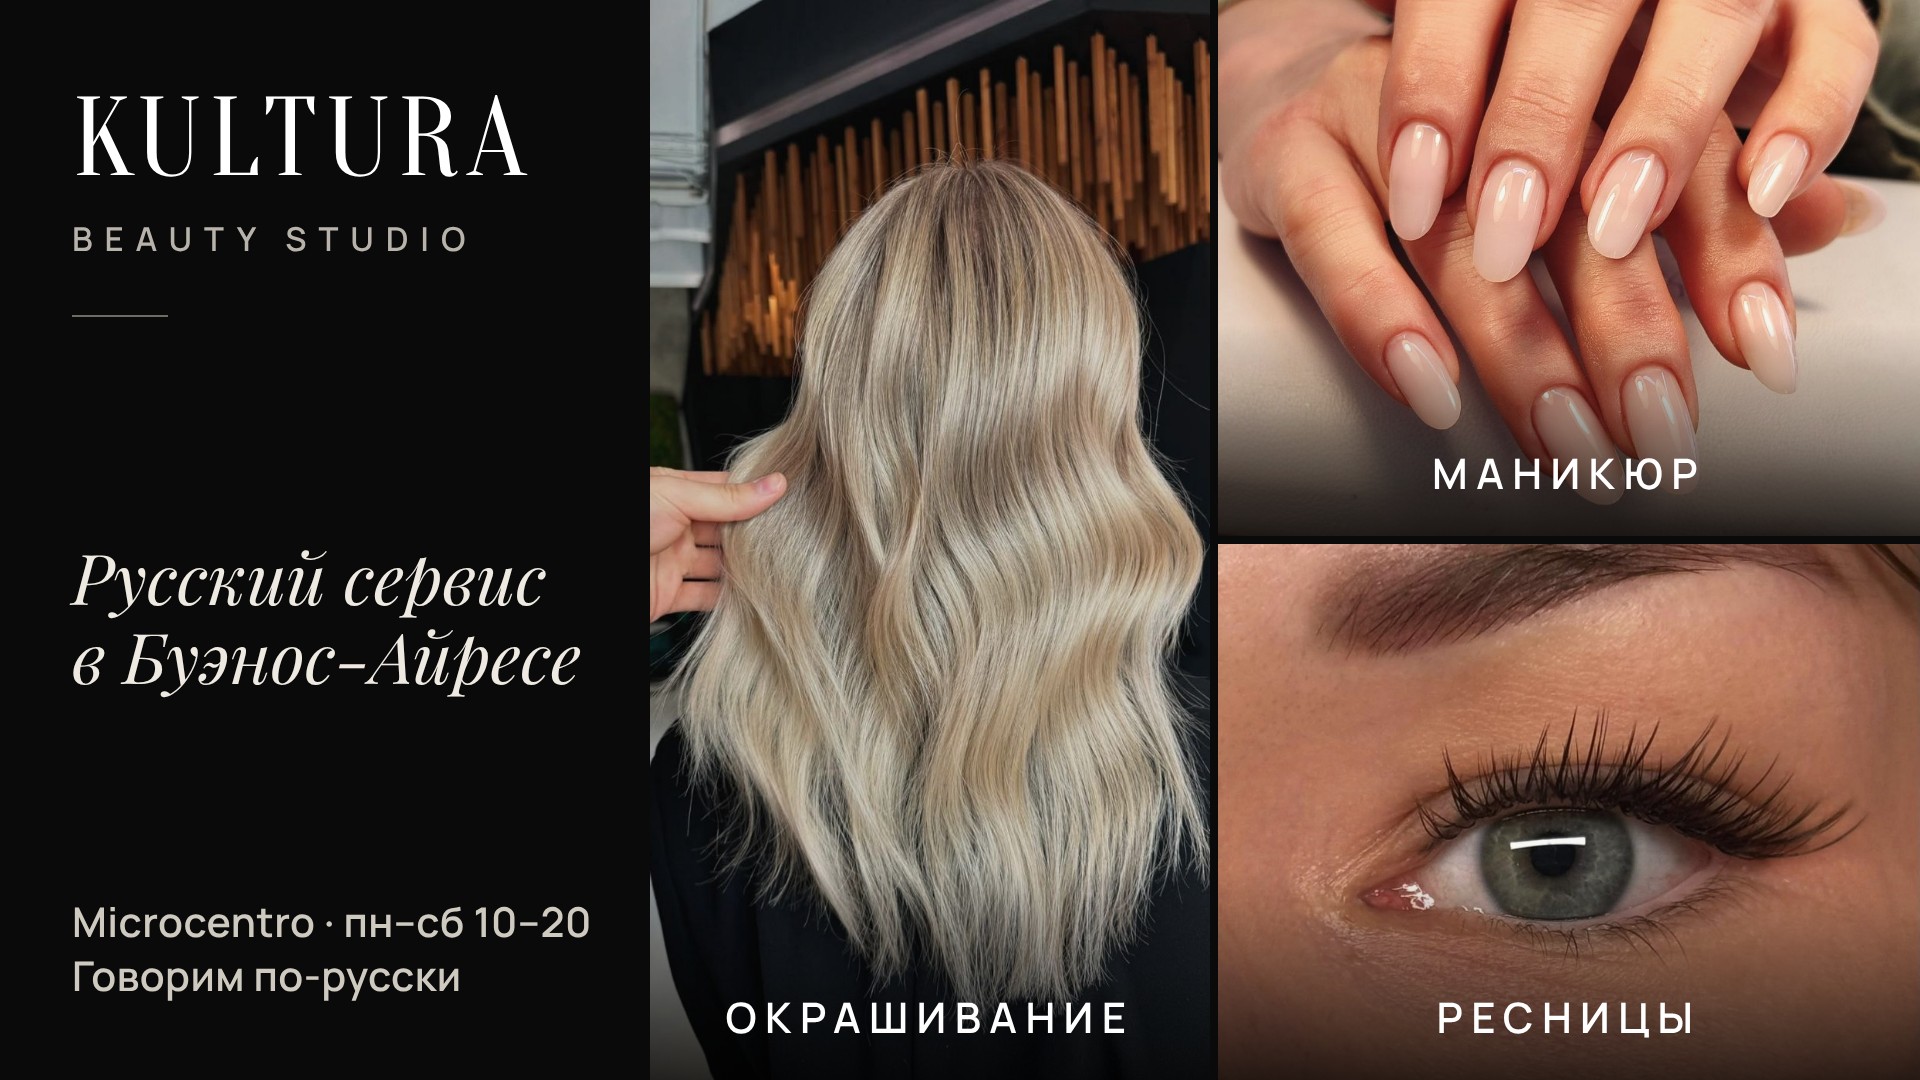 KULTURA
BEAUTY STUDIO
Русский сервис
в Буэнос-Айресе
Microcentro · пн–сб 10–20
Говорим по-русски
ОКРАШИВАНИЕ
МАНИКЮР
РЕСНИЦЫ